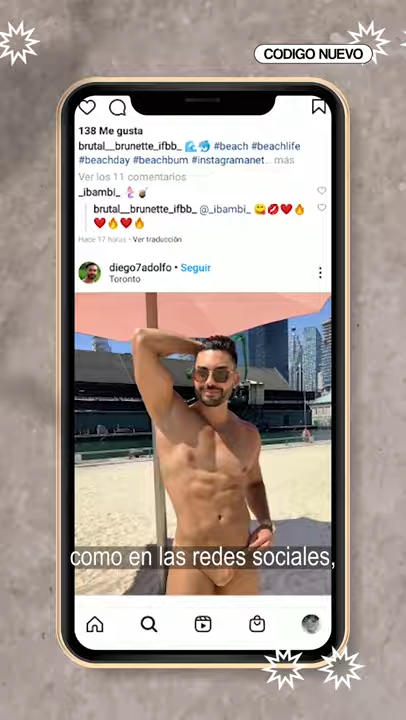 CODIGO NUEVO
138 Me gusta
brutal__brunette_ifbb_ 🌊🐬 #beach #beachlife
#beachday #beachbum #instagramanet... más
Ver los 11 comentarios
_ibambi_
brutal__brunette_ifbb_ @_ibambi_ 😋💋❤️🔥
❤️🔥❤️🔥
Hace 17 horas • Ver traducción
diego7adolfo • Seguir
Toronto
como en las redes sociales,